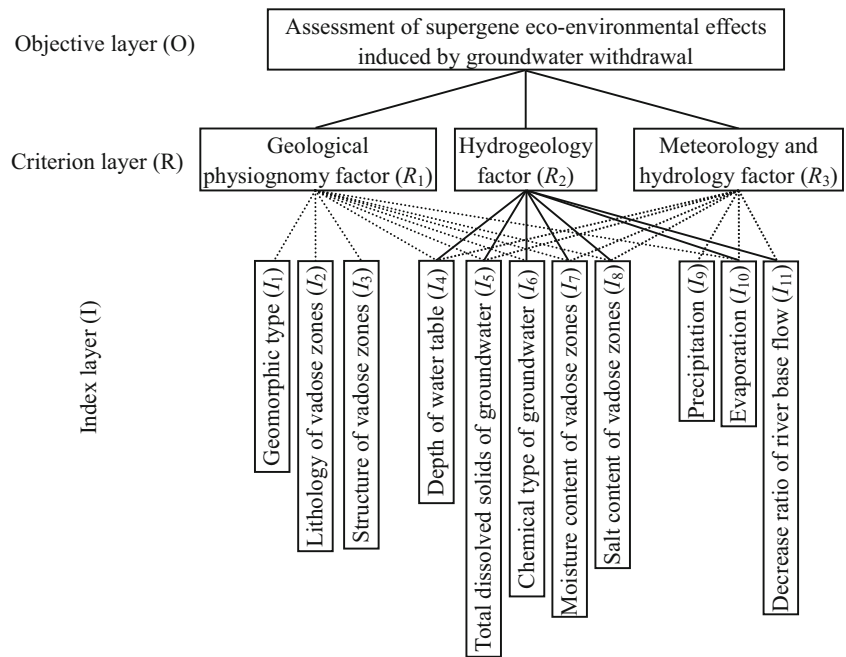 Objective layer (O)
Assessment of supergene eco-environmental effects
induced by groundwater withdrawal
Criterion layer (R)
Geological
physiognomy factor (R₁)
Hydrogeology
factor (R₂)
Meteorology and
hydrology factor (R₃)
Index layer (I)
Geomorphic type (I₁)
Lithology of vadose zones (I₂)
Structure of vadose zones (I₃)
Depth of water table (I₄)
Total dissolved solids of groundwater (I₅)
Chemical type of groundwater (I₆)
Moisture content of vadose zones (I₇)
Salt content of vadose zones (I₈)
Precipitation (I₉)
Evaporation (I₁₀)
Decrease ratio of river base flow (I₁₁)